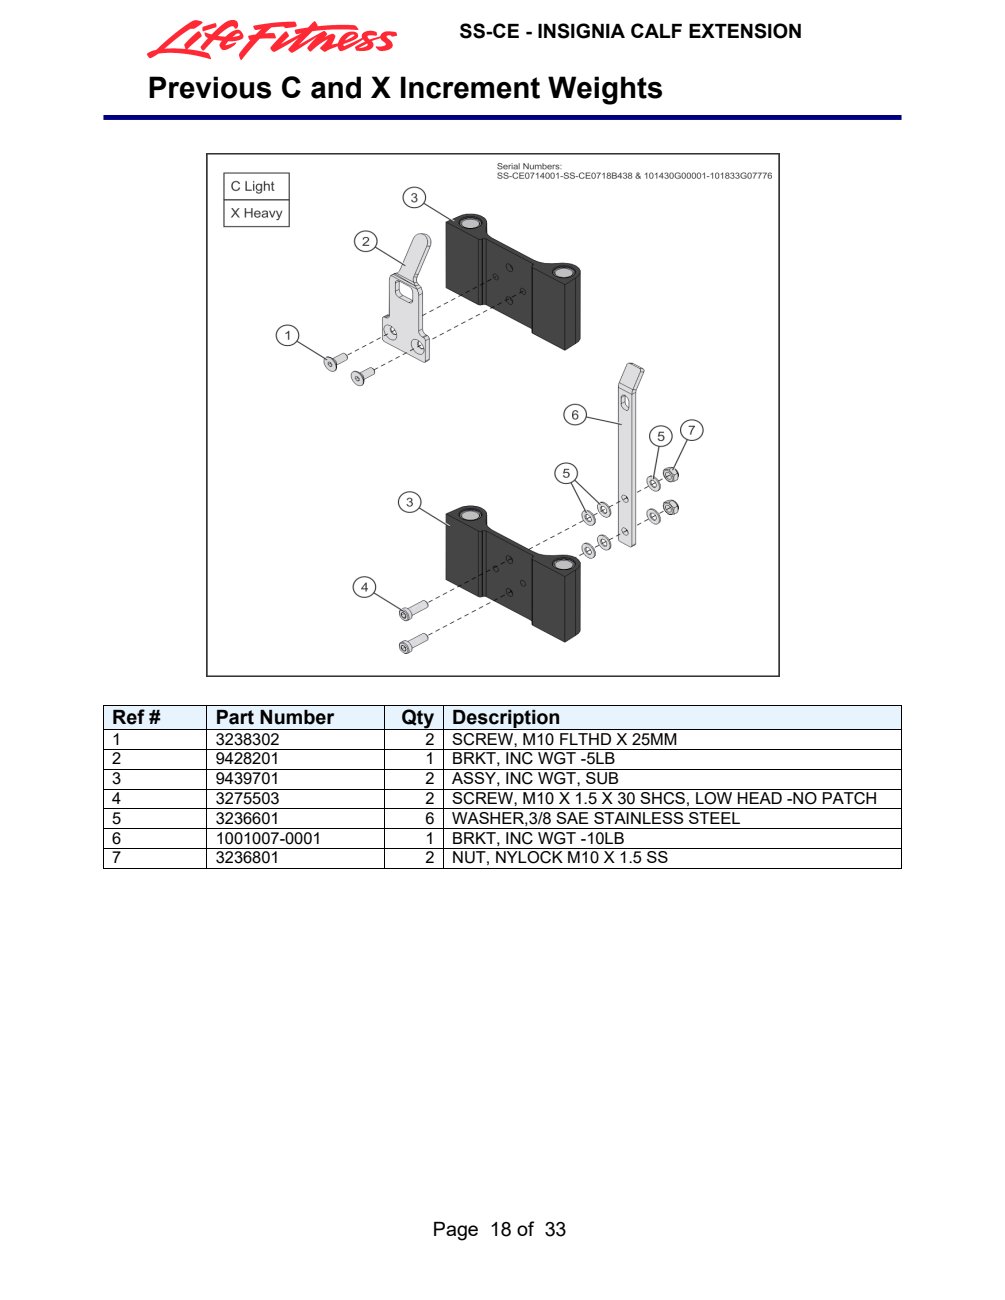 Life Fitness
SS-CE - INSIGNIA CALF EXTENSION
Previous C and X Increment Weights
Serial Numbers:
SS-CE0714001-SS-CE0718B438 & 101430G00001-101833G07776
C Light
X Heavy
3
2
1
6
5
7
5
3
4
Ref # Part Number Qty Description
1 3238302 2 SCREW, M10 FLTHD X 25MM
2 9428201 1 BRKT, INC WGT -5LB
3 9439701 2 ASSY, INC WGT, SUB
4 3275503 2 SCREW, M10 X 1.5 X 30 SHCS, LOW HEAD -NO PATCH
5 3236601 6 WASHER,3/8 SAE STAINLESS STEEL
6 1001007-0001 1 BRKT, INC WGT -10LB
7 3236801 2 NUT, NYLOCK M10 X 1.5 SS
Page 18 of 33